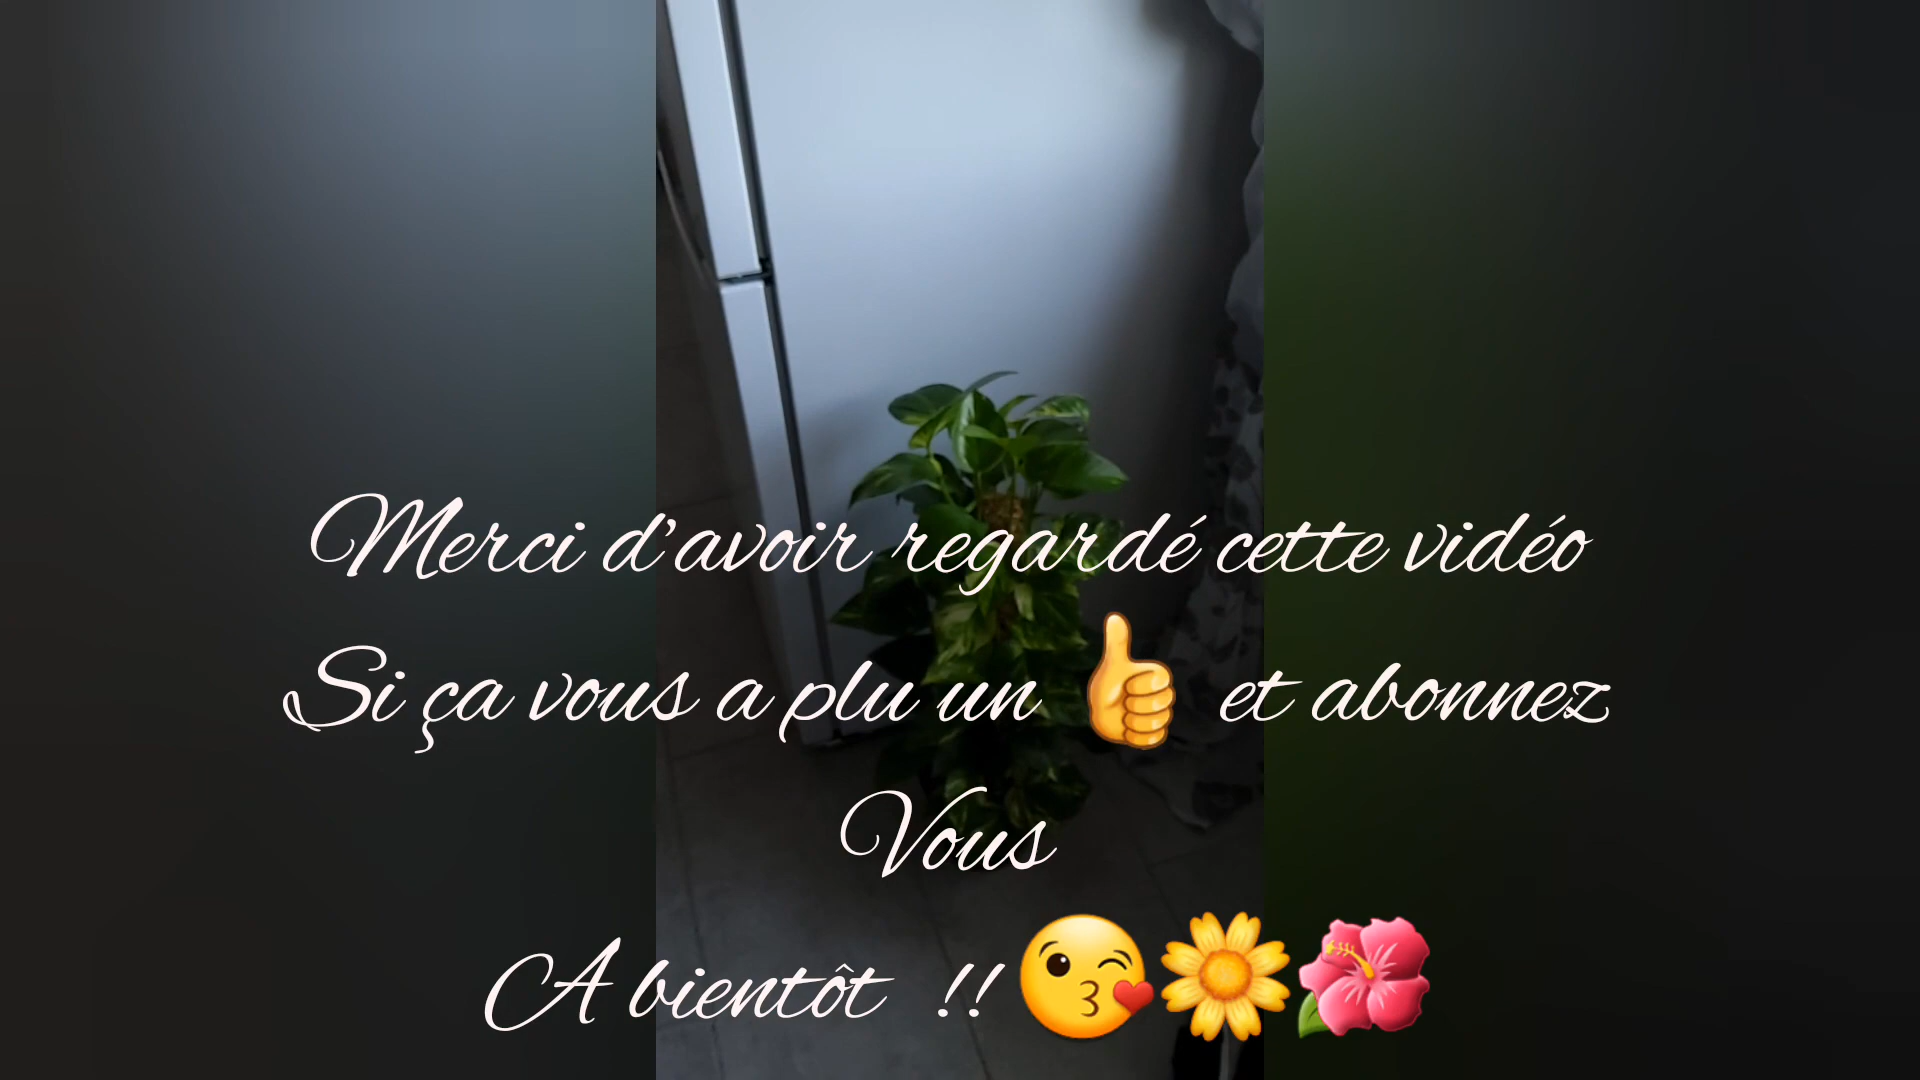 Merci d'avoir regardé cette vidéo
Si ça vous a plu un 👍 et abonnez
Vous
A bientôt !! 😘🌼🌺